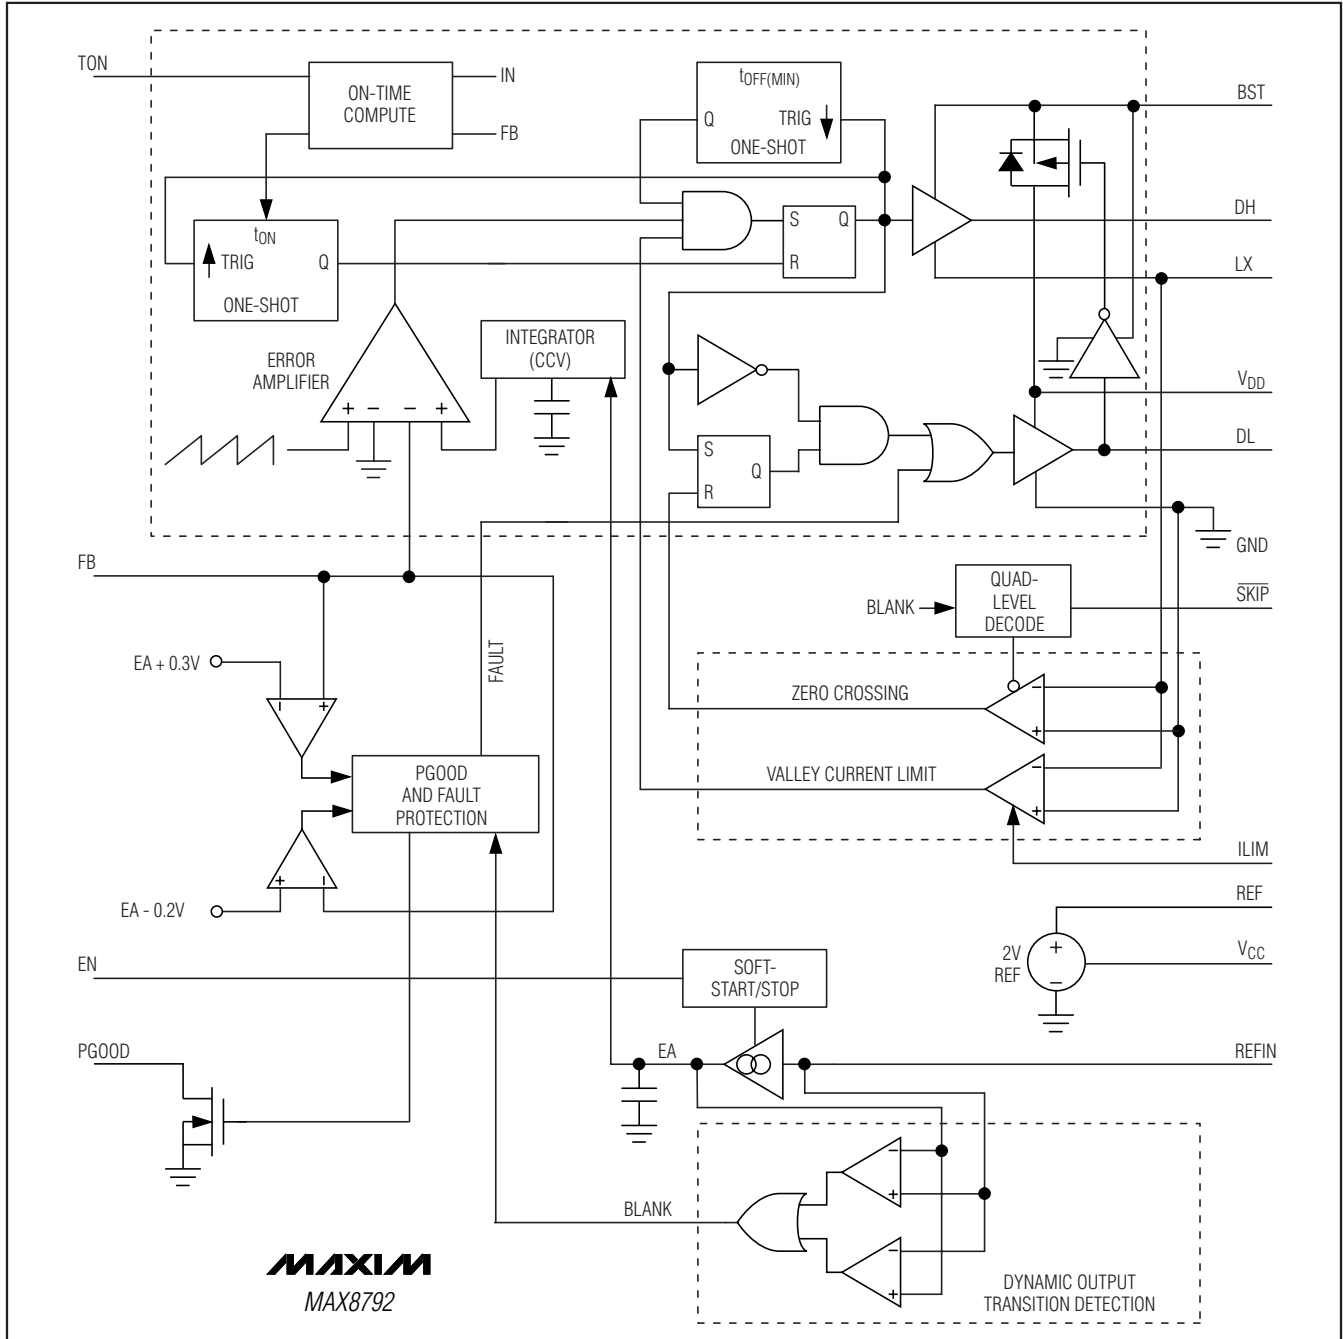 TON
ON-TIME
COMPUTE
IN
FB
tOFF(MIN)
Q
TRIG
ONE-SHOT
BST
tON
TRIG
Q
ONE-SHOT
S
Q
R
DH
LX
ERROR
AMPLIFIER
+
−
−
+
INTEGRATOR
(CCV)
VDD
S
Q
R
DL
GND
FB
BLANK
QUAD-
LEVEL
DECODE
SKIP
EA + 0.3V
−
+
FAULT
ZERO CROSSING
−
+
PGOOD
AND FAULT
PROTECTION
VALLEY CURRENT LIMIT
−
+
ILIM
EA - 0.2V
+
−
REF
2V
REF
+
−
VCC
EN
SOFT-
START/STOP
PGOOD
EA
REFIN
−
+
BLANK
−
+
DYNAMIC OUTPUT
TRANSITION DETECTION
MAXIM
MAX8792